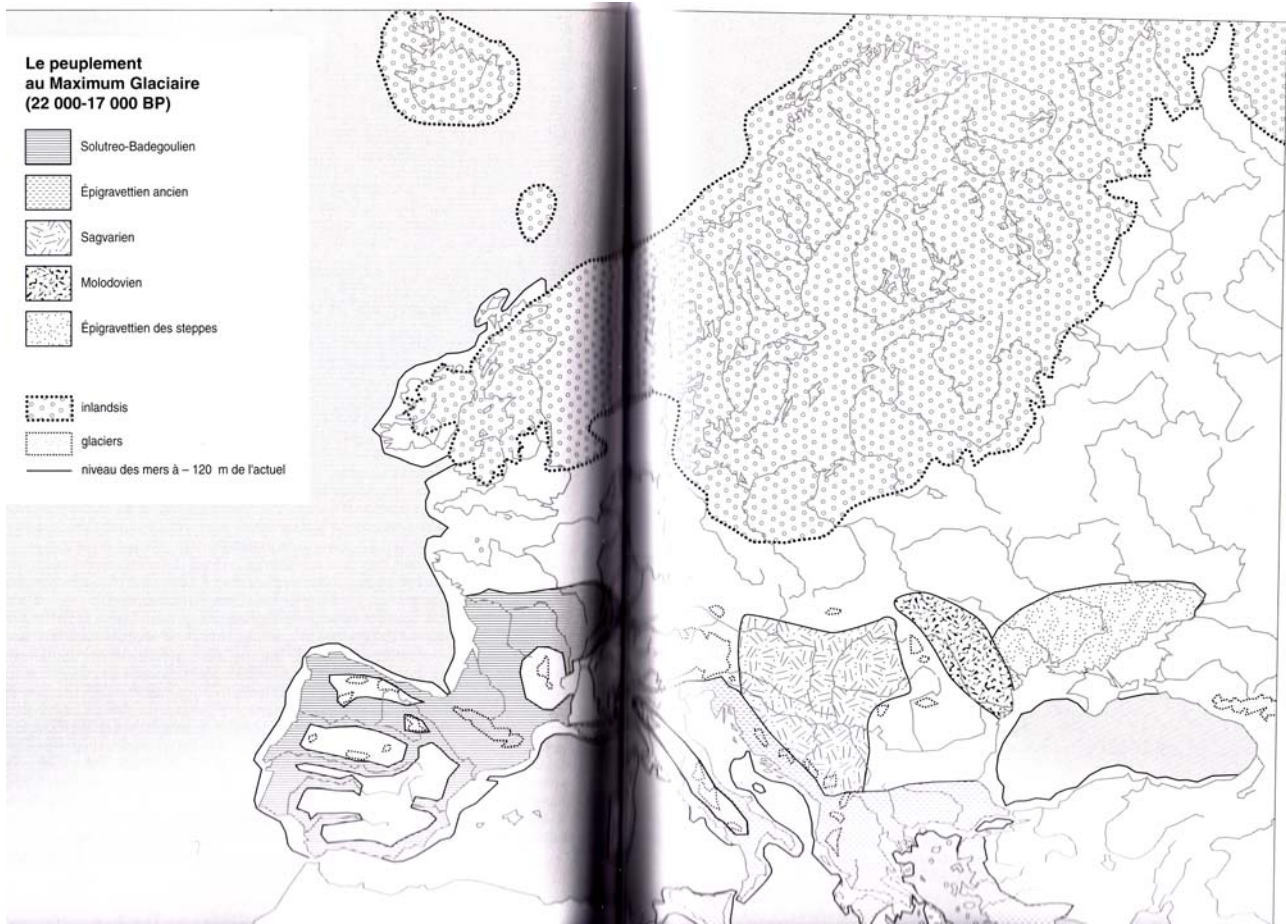 Le peuplement
au Maximum Glaciaire
(22 000-17 000 BP)
Solutreo-Badegoulien
Épigravettien ancien
Sagvarien
Molodovien
Épigravettien des steppes
inlandsis
glaciers
niveau des mers à – 120 m de l'actuel